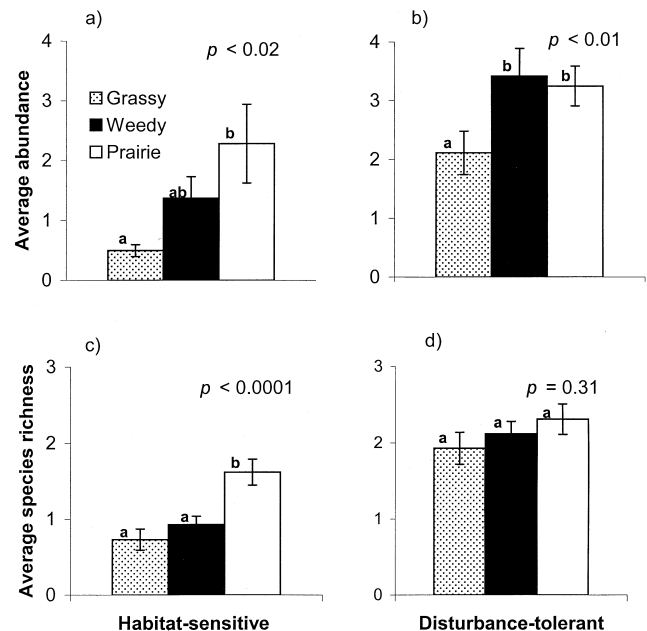 a)
p < 0.02
4
3
2
1
0
Average abundance
Grassy
Weedy
Prairie
a
ab
b
b)
p < 0.01
4
3
2
1
0
a
b
b
c)
p < 0.0001
3
2
1
0
Average species richness
a
a
b
Habitat-sensitive
d)
p = 0.31
3
2
1
0
a
a
a
Disturbance-tolerant